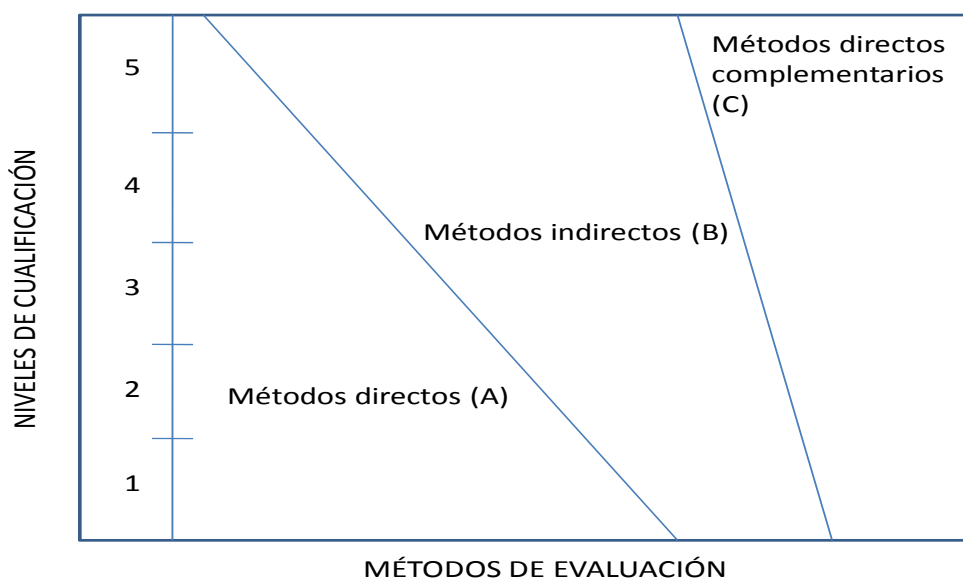 NIVELES DE CUALIFICACIÓN
5
4
3
2
1
Métodos directos
complementarios
(C)
Métodos indirectos (B)
Métodos directos (A)
MÉTODOS DE EVALUACIÓN